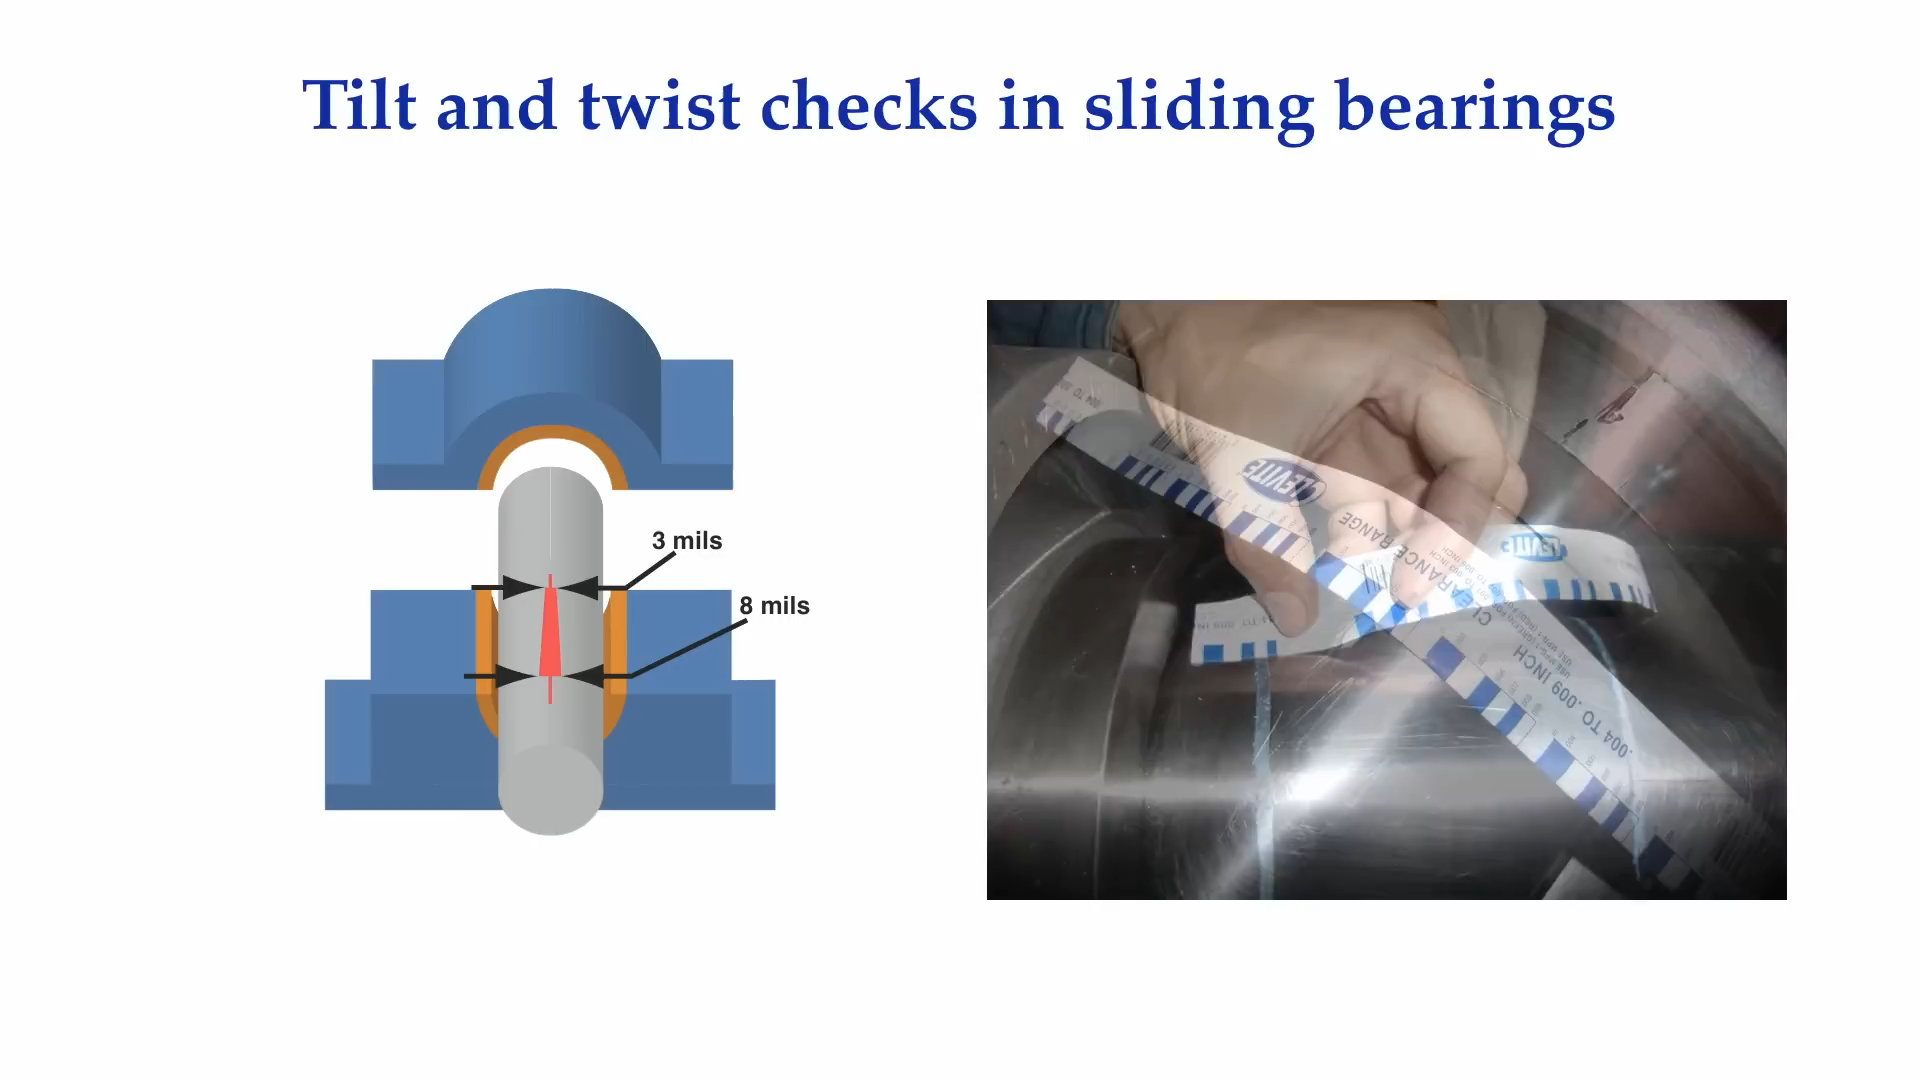 Tilt and twist checks in sliding bearings
3 mils
8 mils
CLEVITE
CLEARANCE RANGE
.004 TO .009 INCH
CLEVITE